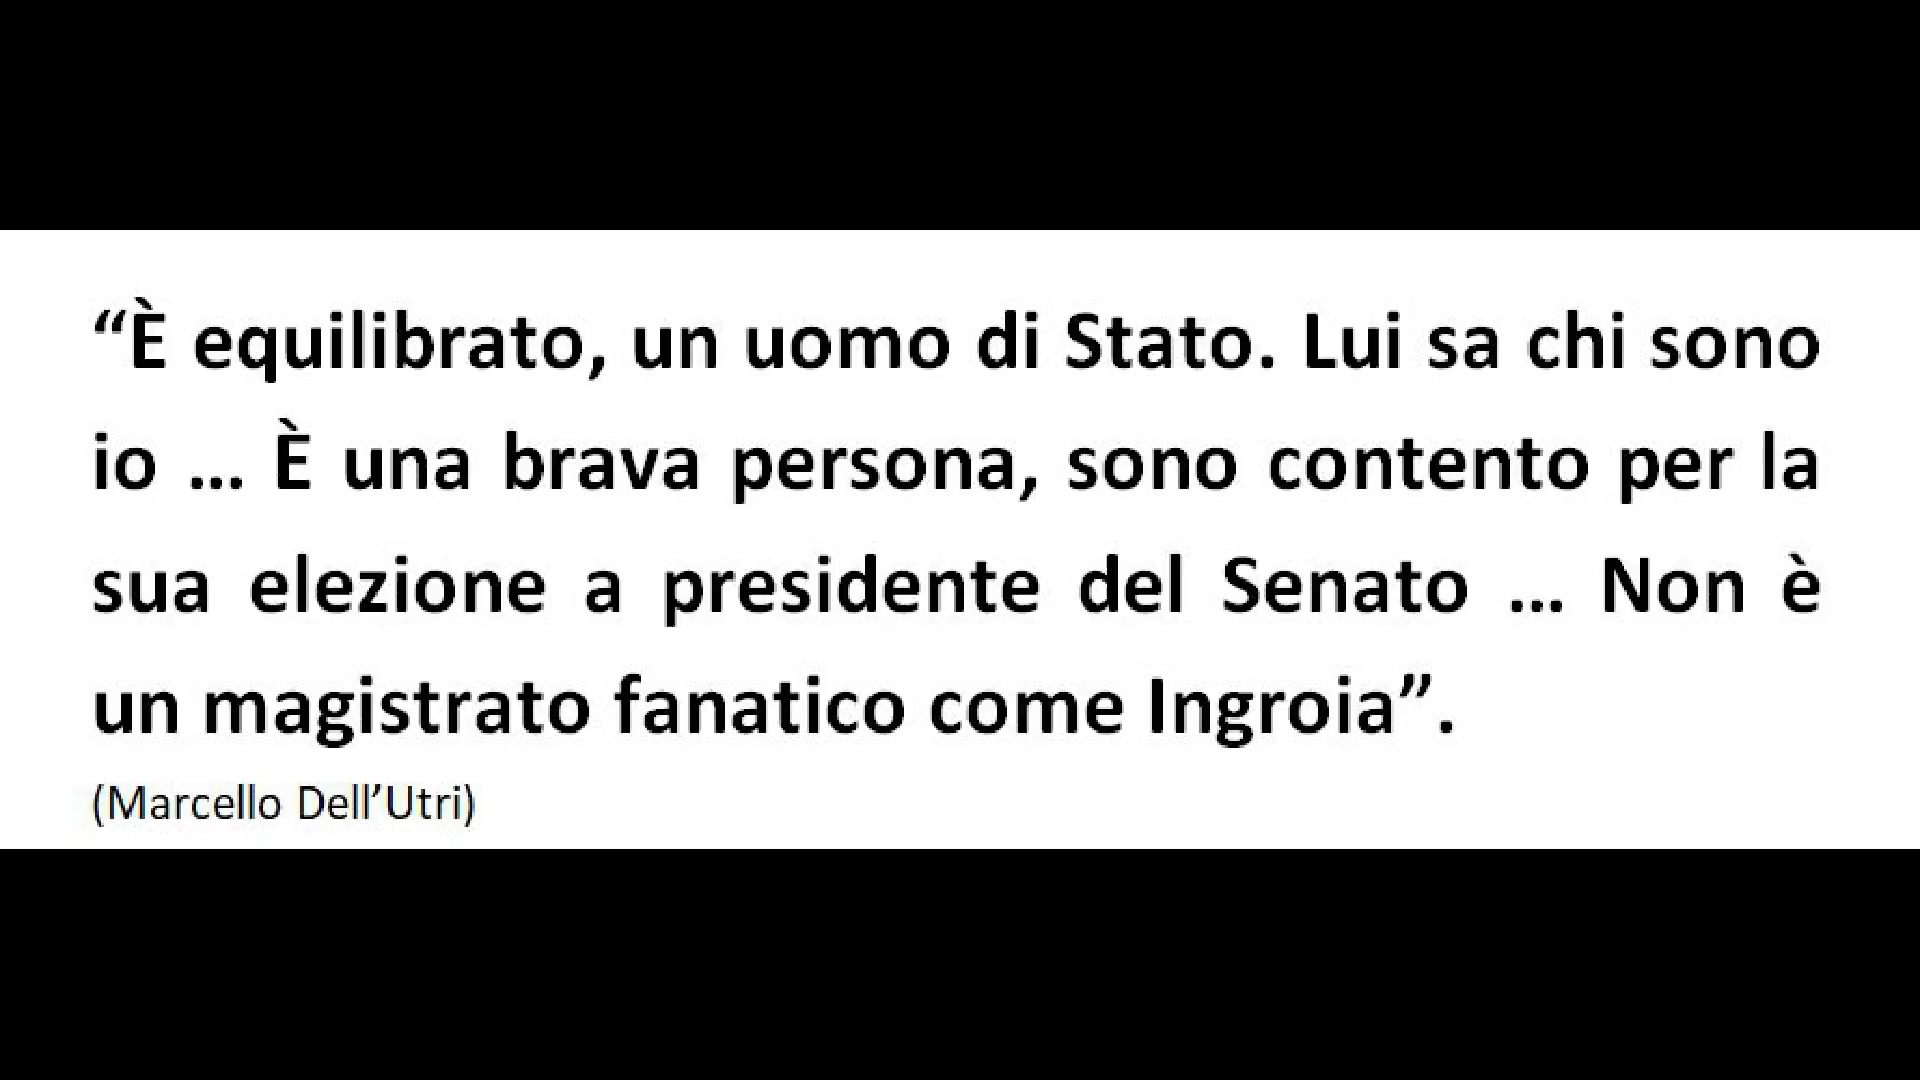 “È equilibrato, un uomo di Stato. Lui sa chi sono
io ... È una brava persona, sono contento per la
sua elezione a presidente del Senato ... Non è
un magistrato fanatico come Ingroia”.
(Marcello Dell’Utri)